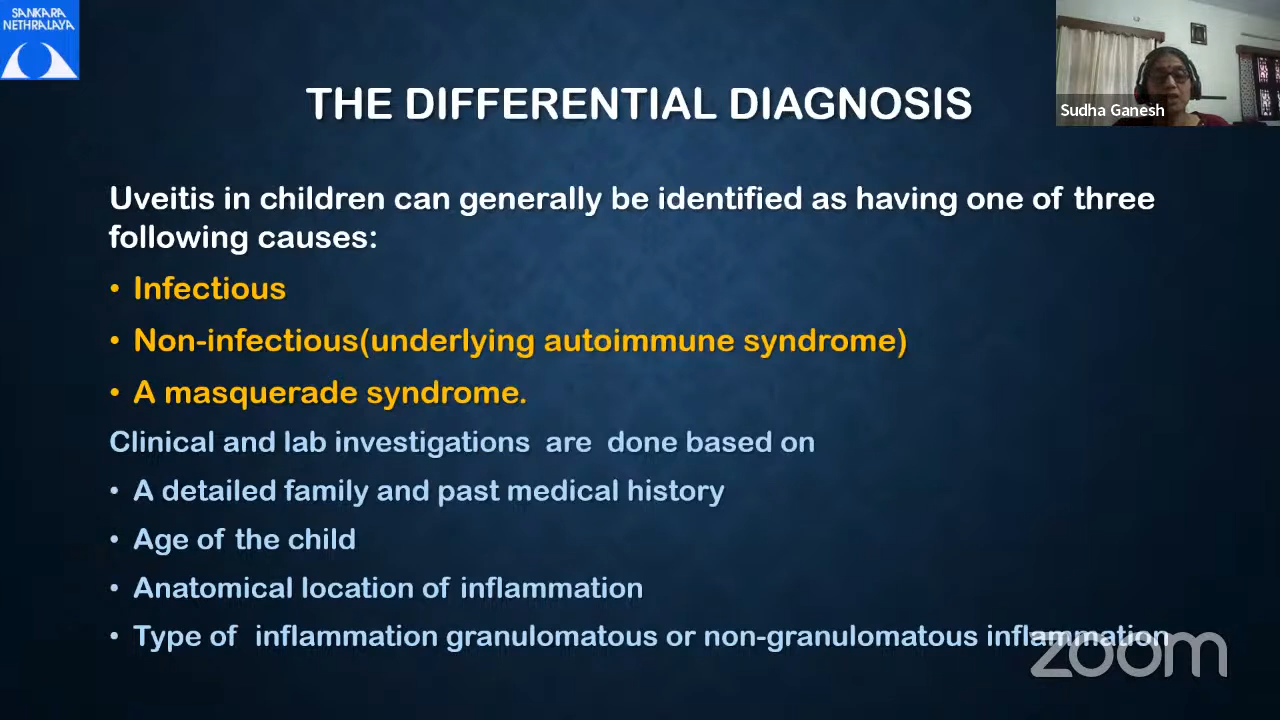 SANKARA
NETHRALAYA
THE DIFFERENTIAL DIAGNOSIS
Sudha Ganesh
Uveitis in children can generally be identified as having one of three
following causes:
• Infectious
• Non-infectious(underlying autoimmune syndrome)
• A masquerade syndrome.
Clinical and lab investigations are done based on
• A detailed family and past medical history
• Age of the child
• Anatomical location of inflammation
• Type of inflammation granulomatous or non-granulomatous inflammation
zoom